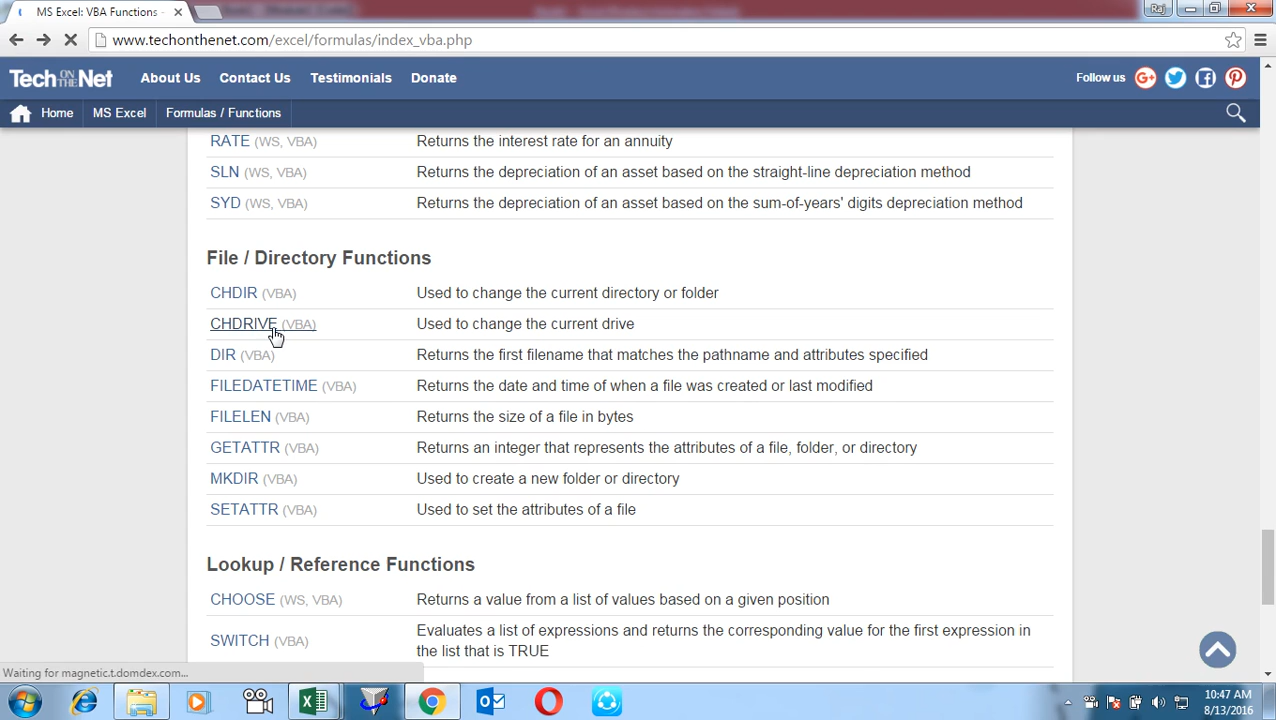 MS Excel: VBA Functions -
Raj
www.techonthenet.com/excel/formulas/index_vba.php
Tech ON THE Net
About Us
Contact Us
Testimonials
Donate
Follow us
Home
MS Excel
Formulas / Functions
RATE (WS, VBA) Returns the interest rate for an annuity
SLN (WS, VBA) Returns the depreciation of an asset based on the straight-line depreciation method
SYD (WS, VBA) Returns the depreciation of an asset based on the sum-of-years' digits depreciation method
File / Directory Functions
CHDIR (VBA) Used to change the current directory or folder
CHDRIVE (VBA) Used to change the current drive
DIR (VBA) Returns the first filename that matches the pathname and attributes specified
FILEDATETIME (VBA) Returns the date and time of when a file was created or last modified
FILELEN (VBA) Returns the size of a file in bytes
GETATTR (VBA) Returns an integer that represents the attributes of a file, folder, or directory
MKDIR (VBA) Used to create a new folder or directory
SETATTR (VBA) Used to set the attributes of a file
Lookup / Reference Functions
CHOOSE (WS, VBA) Returns a value from a list of values based on a given position
SWITCH (VBA) Evaluates a list of expressions and returns the corresponding value for the first expression in
the list that is TRUE
Waiting for magnetic.t.domdex.com...
10:47 AM
8/13/2016